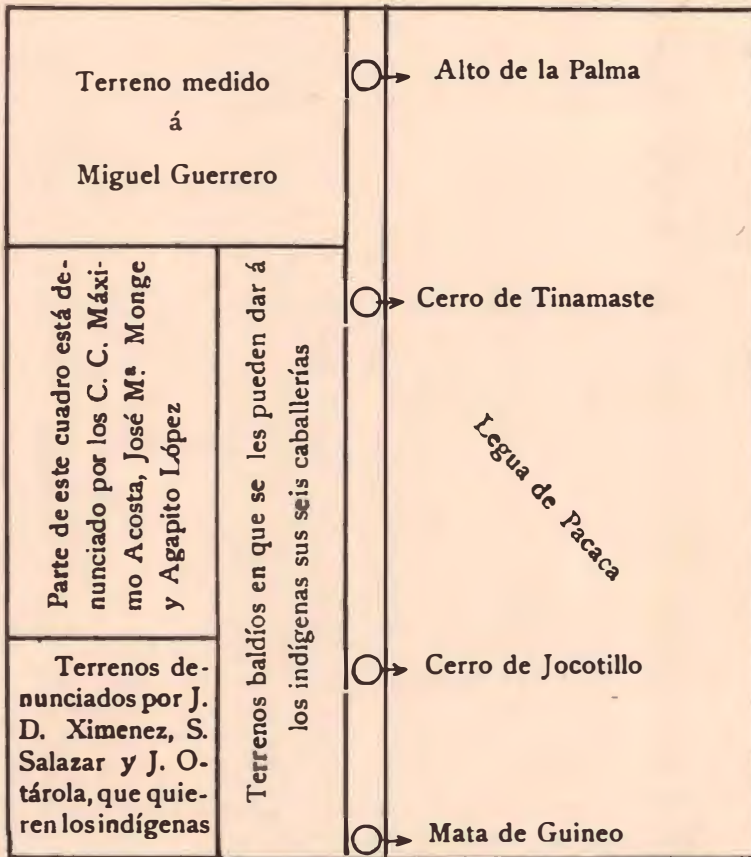 Terreno medido
á
Miguel Guerrero
Alto de la Palma
Cerro de Tinamaste
Parte de este cuadro está de-
nunciado por los C. C. Máxi-
mo Acosta, José Mª. Monge
y Agapito López
Terrenos baldíos en que se les pueden dar á
los indígenas sus seis caballerías
Legua de Pacaca
Terrenos de-
nunciados por J.
D. Ximenez, S.
Salazar y J. O-
tárola, que quie-
ren los indígenas
Cerro de Jocotillo
Mata de Guineo